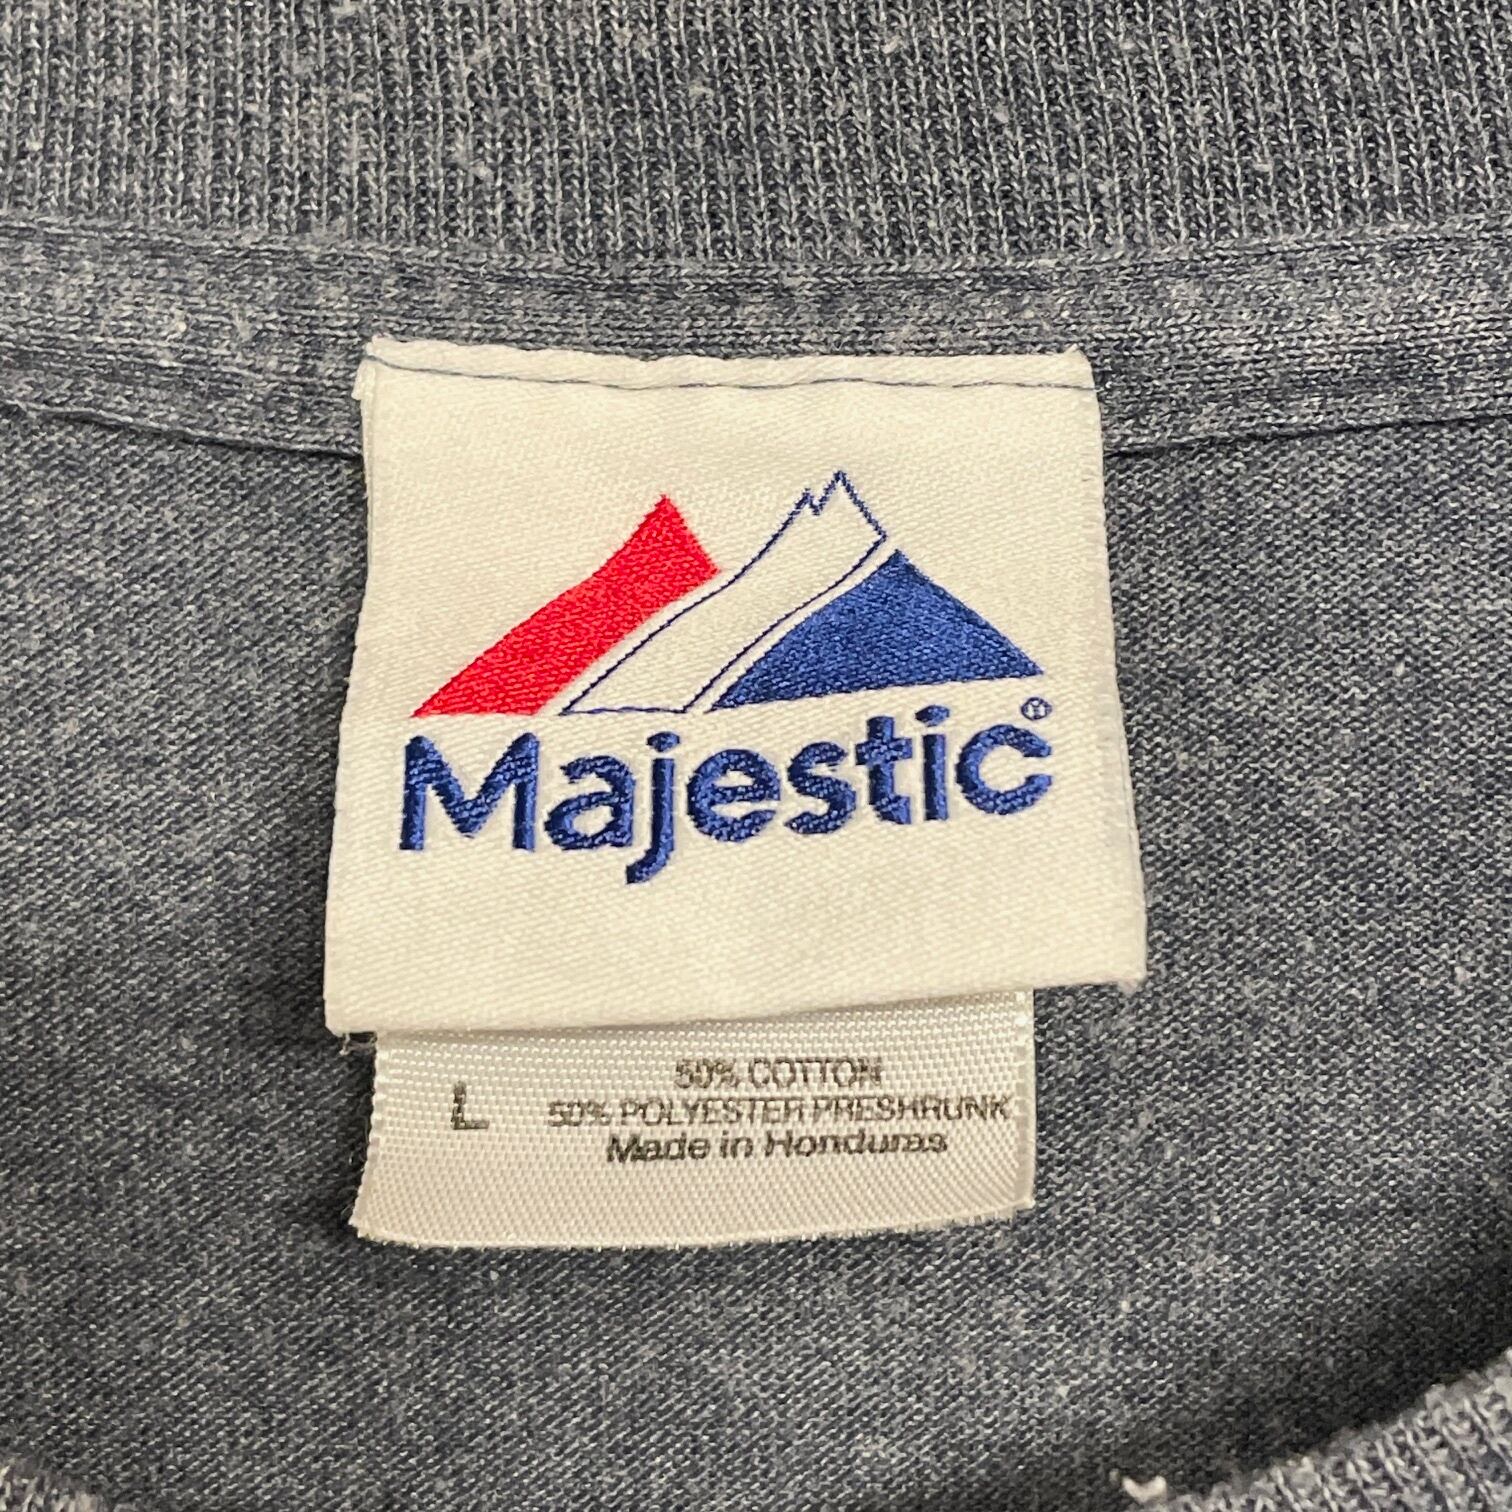 Majestic®
L
50% COTTON
50% POLYESTER PRESHRUNK
Made in Honduras